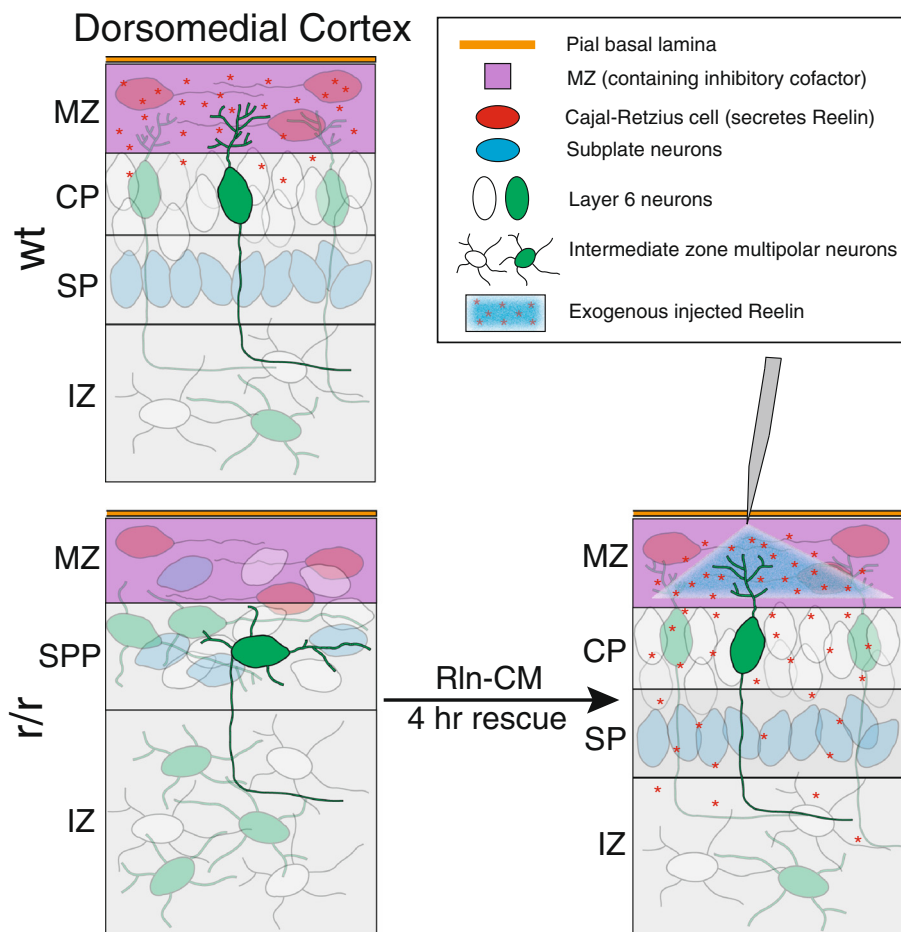 Dorsomedial Cortex
MZ
CP
SP
IZ
wt
Pial basal lamina
MZ (containing inhibitory cofactor)
Cajal-Retzius cell (secretes Reelin)
Subplate neurons
Layer 6 neurons
Intermediate zone multipolar neurons
Exogenous injected Reelin
MZ
SPP
IZ
r/r
Rln-CM
4 hr rescue
MZ
CP
SP
IZ